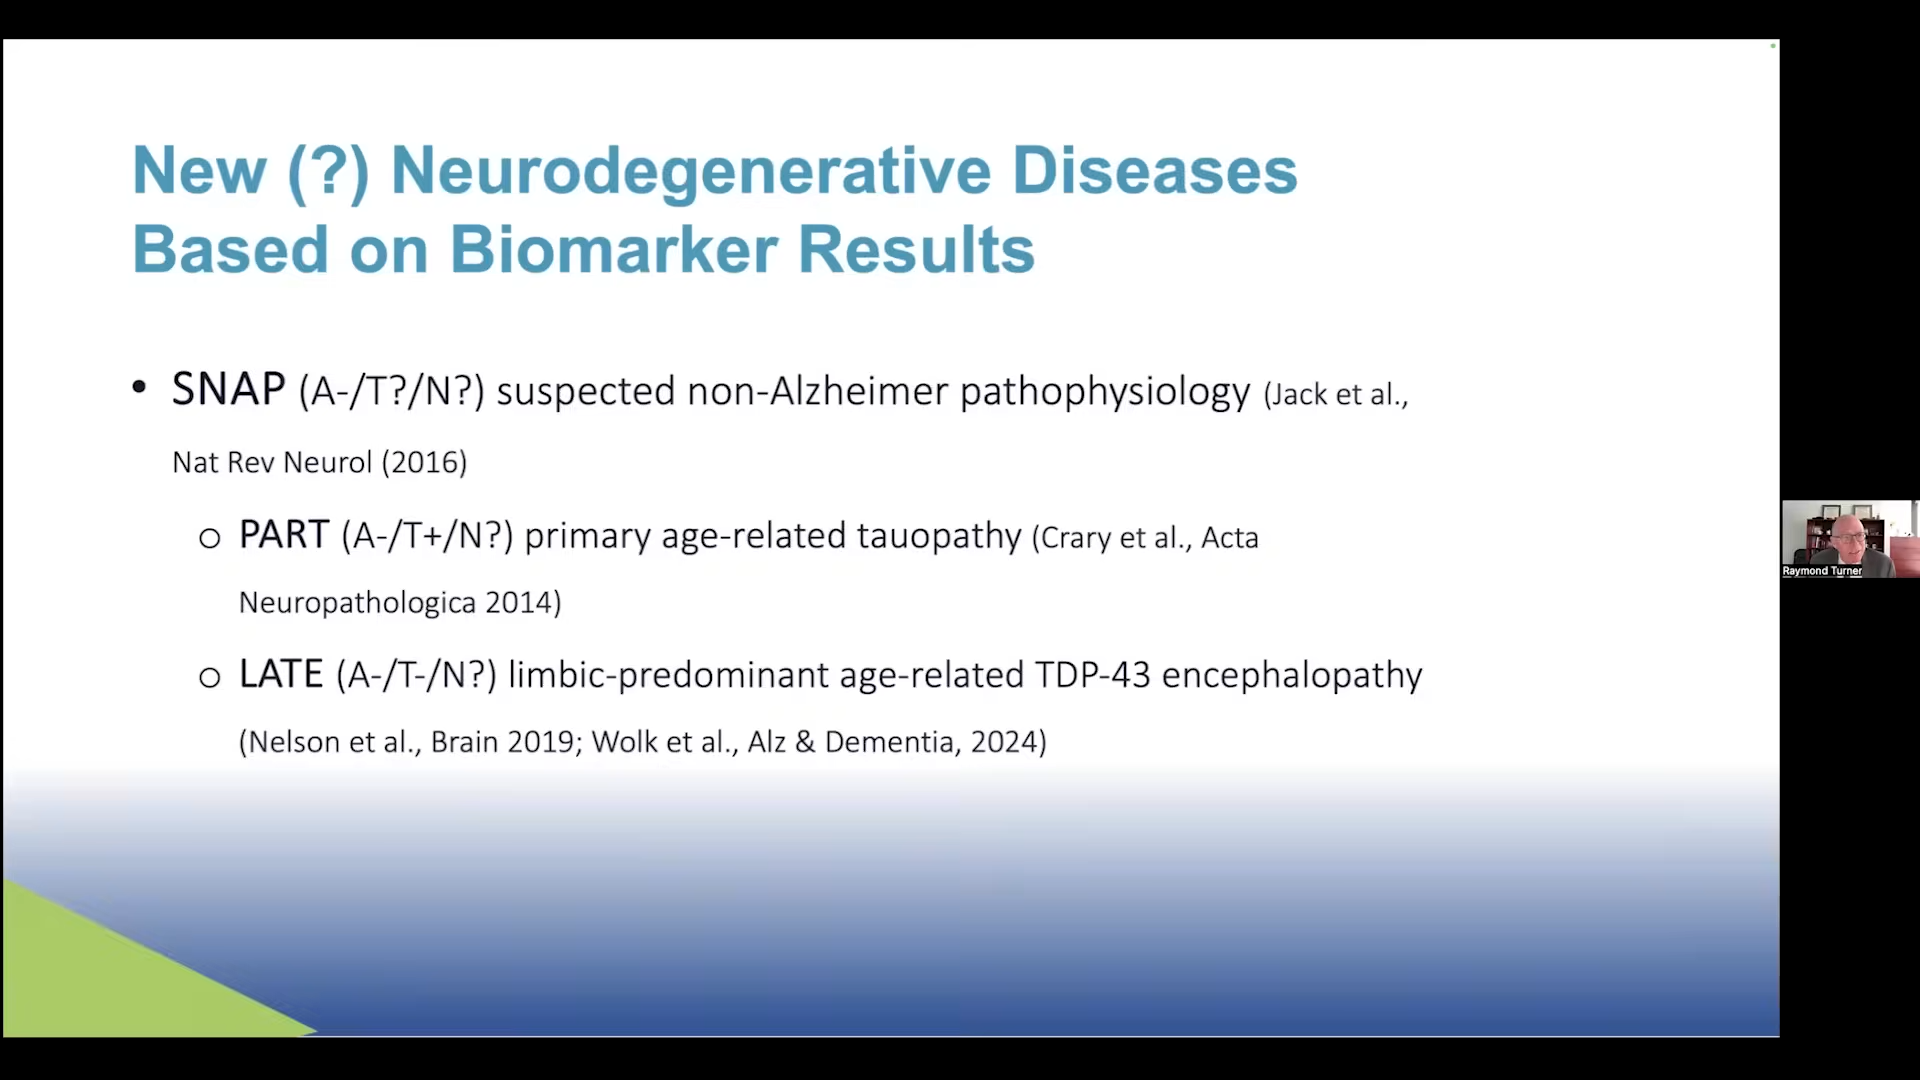 New (?) Neurodegenerative Diseases
Based on Biomarker Results
• SNAP (A-/T?/N?) suspected non-Alzheimer pathophysiology (Jack et al.,
Nat Rev Neurol (2016)
o PART (A-/T+/N?) primary age-related tauopathy (Crary et al., Acta
Neuropathologica 2014)
o LATE (A-/T-/N?) limbic-predominant age-related TDP-43 encephalopathy
(Nelson et al., Brain 2019; Wolk et al., Alz & Dementia, 2024)
Raymond Turner